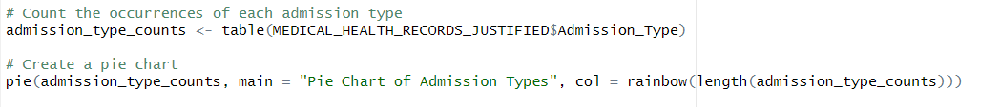 # Count the occurrences of each admission type
admission_type_counts <- table(MEDICAL_HEALTH_RECORDS_JUSTIFIED$Admission_Type)
# Create a pie chart
pie(admission_type_counts, main = "Pie Chart of Admission Types", col = rainbow(length(admission_type_counts)))